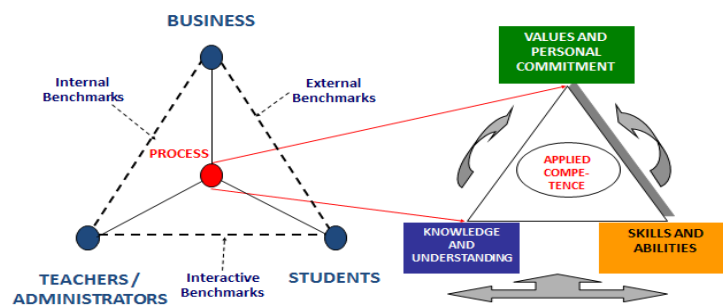 BUSINESS
Internal
Benchmarks
External
Benchmarks
PROCESS
TEACHERS /
ADMINISTRATORS
Interactive
Benchmarks
STUDENTS
VALUES AND
PERSONAL
COMMITMENT
APPLIED
COMPE-
TENCE
KNOWLEDGE
AND
UNDERSTANDING
SKILLS AND
ABILITIES